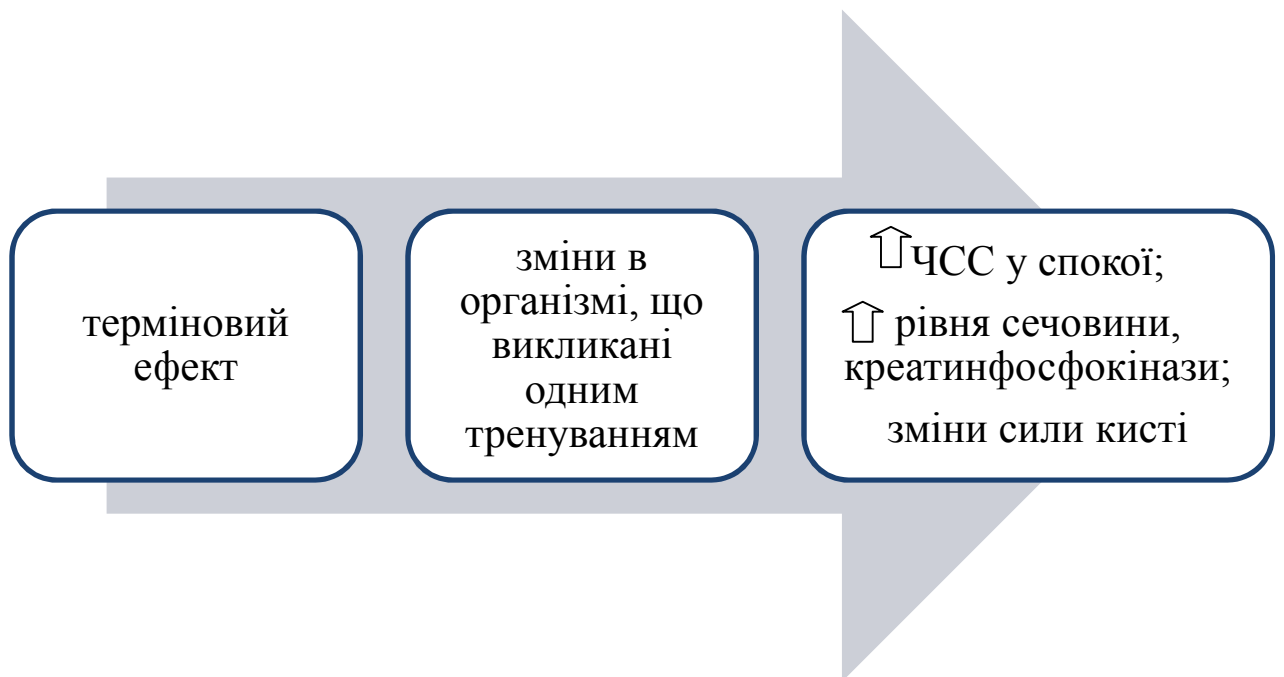 терміновий
ефект
зміни в
організмі, що
викликані
одним
тренуванням
ЧСС у спокої;
рівня сечовини,
креатинфосфокінази;
зміни сили кисті